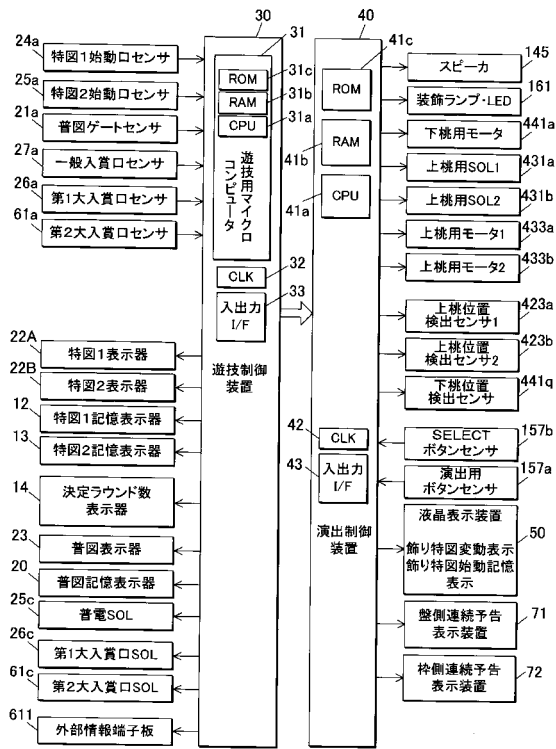 30
40
24a
特図1始動口センサ
25a
特図2始動口センサ
21a
普図ゲートセンサ
27a
一般入賞口センサ
26a
第1大入賞口センサ
61a
第2大入賞口センサ
22A
特図1表示器
22B
特図2表示器
12
特図1記憶表示器
13
特図2記憶表示器
14
決定ラウンド数
表示器
23
普図表示器
20
普図記憶表示器
25c
普電SOL
26c
第1大入賞口SOL
61c
第2大入賞口SOL
611
外部情報端子板
31
ROM
31c
RAM
31b
CPU
31a
遊技用マイクロ
コンピュータ
CLK
32
入出力
I/F
33
遊技制御
装置
41c
ROM
RAM
41b
CPU
41a
42
CLK
43
入出力
I/F
演出制御
装置
スピーカ
145
装飾ランプ・LED
161
下桃用モータ
441a
上桃用SOL1
431a
上桃用SOL2
431b
上桃用モータ1
433a
上桃用モータ2
433b
上桃位置
検出センサ1
423a
上桃位置
検出センサ2
423b
下桃位置
検出センサ
441q
SELECT
ボタンセンサ
157b
演出用
ボタンセンサ
157a
液晶表示装置
飾り特図変動表示
飾り特図始動記憶
表示
50
盤側連続予告
表示装置
71
枠側連続予告
表示装置
72